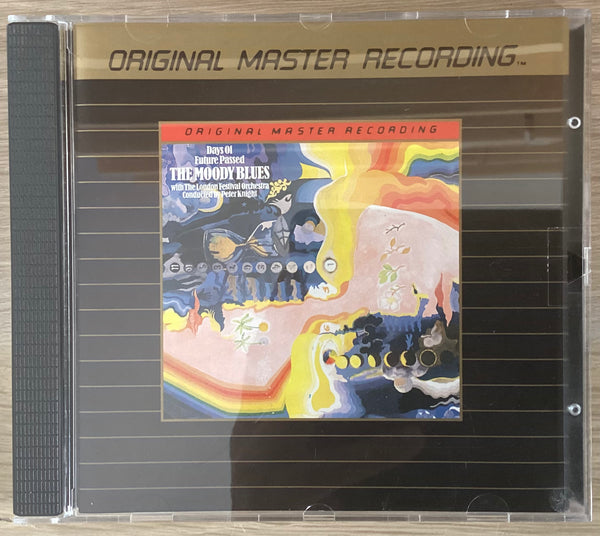 ORIGINAL MASTER RECORDING™
ORIGINAL MASTER RECORDING
Days Of
Future Passed
THE MOODY BLUES
with The London Festival Orchestra
Conducted by Peter Knight